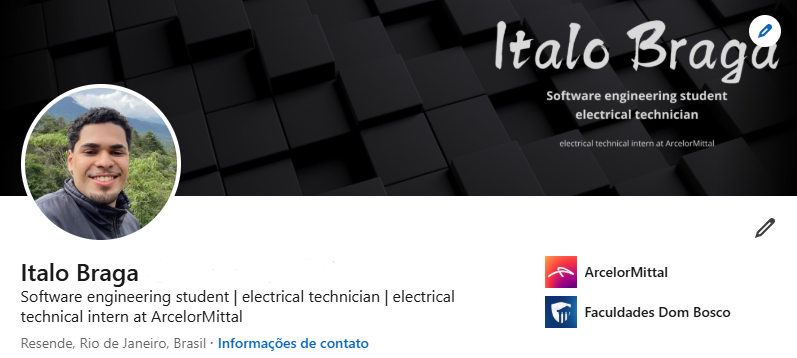 Italo Braga
Software engineering student
electrical technician
electrical technical intern at ArcelorMittal
Italo Braga
Software engineering student | electrical technician | electrical
technical intern at ArcelorMittal
Resende, Rio de Janeiro, Brasil · Informações de contato
ArcelorMittal
Faculdades Dom Bosco